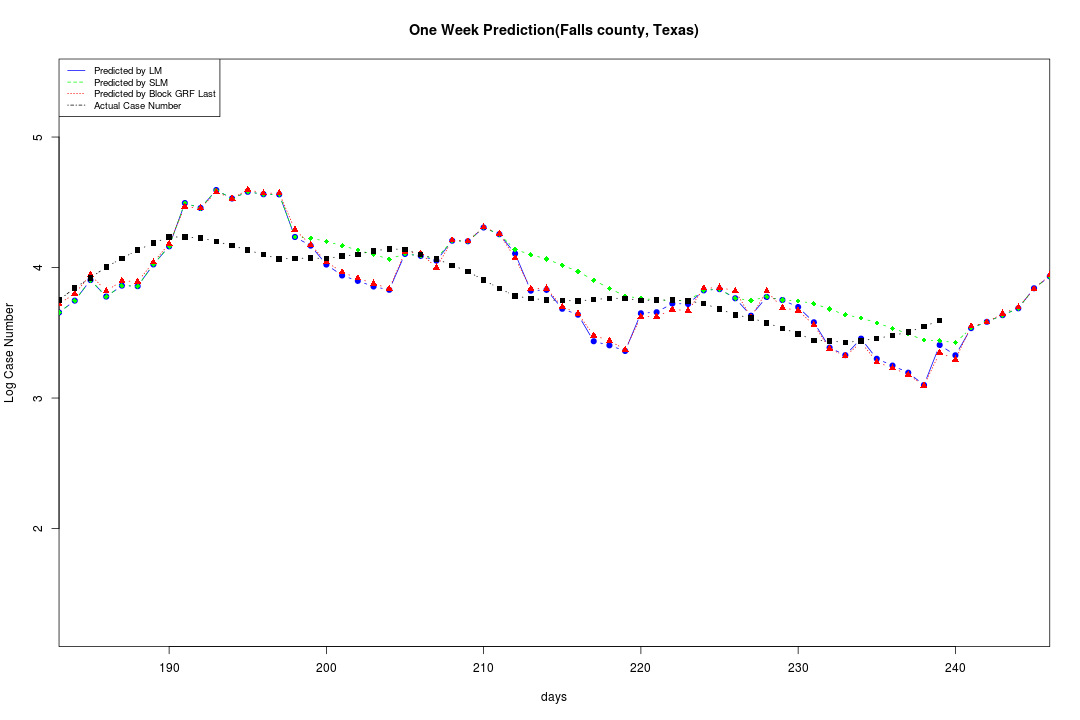 One Week Prediction(Falls county, Texas)
Predicted by LM
Predicted by SLM
Predicted by Block GRF Last
Actual Case Number
5
4
3
2
Log Case Number
190 200 210 220 230 240
days